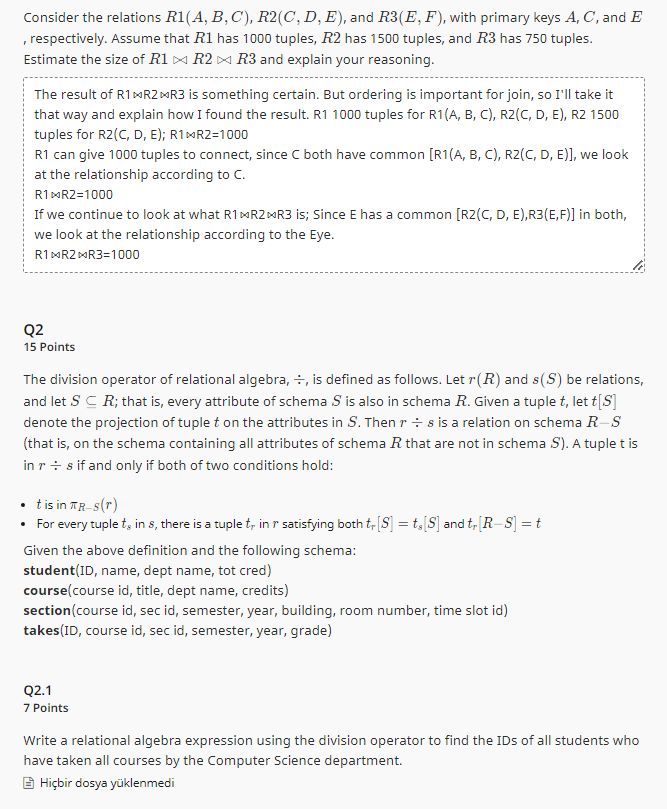 Consider the relations R1(A, B, C), R2(C, D, E), and R3(E, F), with primary keys A, C, and E
, respectively. Assume that R1 has 1000 tuples, R2 has 1500 tuples, and R3 has 750 tuples.
Estimate the size of R1 ⋈ R2 ⋈ R3 and explain your reasoning.
The result of R1⋈R2⋈R3 is something certain. But ordering is important for join, so I'll take it
that way and explain how I found the result. R1 1000 tuples for R1(A, B, C), R2(C, D, E), R2 1500
tuples for R2(C, D, E); R1⋈R2=1000
R1 can give 1000 tuples to connect, since C both have common [R1(A, B, C), R2(C, D, E)], we look
at the relationship according to C.
R1⋈R2=1000
If we continue to look at what R1⋈R2⋈R3 is; Since E has a common [R2(C, D, E),R3(E,F)] in both,
we look at the relationship according to the Eye.
R1⋈R2⋈R3=1000
Q2
15 Points
The division operator of relational algebra, ÷, is defined as follows. Let r(R) and s(S) be relations,
and let S ⊆ R; that is, every attribute of schema S is also in schema R. Given a tuple t, let t[S]
denote the projection of tuple t on the attributes in S. Then r ÷ s is a relation on schema R−S
(that is, on the schema containing all attributes of schema R that are not in schema S). A tuple t is
in r ÷ s if and only if both of two conditions hold:
• t is in π_{R−S}(r)
• For every tuple t_s in s, there is a tuple t_r in r satisfying both t_r[S] = t_s[S] and t_r[R−S] = t
Given the above definition and the following schema:
student(ID, name, dept name, tot cred)
course(course id, title, dept name, credits)
section(course id, sec id, semester, year, building, room number, time slot id)
takes(ID, course id, sec id, semester, year, grade)
Q2.1
7 Points
Write a relational algebra expression using the division operator to find the IDs of all students who
have taken all courses by the Computer Science department.
Hiçbir dosya yüklenmedi